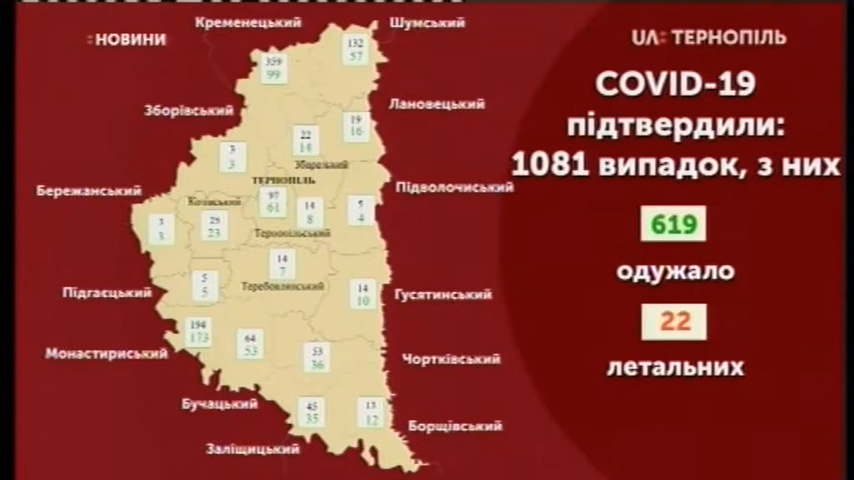 Кременецький
Шумський
:НОВИНИ
UA: ТЕРНОПІЛЬ
132
57
359
99
COVID-19
Зборівський
Лановецький
19
16
підтвердили:
22
14
3
3
Збаразький
1081 випадок, з них
ТЕРНОПІЛЬ
Бережанський
Підволочиський
97
61
14
8
5
4
Козівський
3
3
23
619
Тернопільський
14
7
одужало
5
5
Теребовлянський
Підгаєцький
14
10
Гусятинський
22
194
173
64
53
53
36
Монастириський
Чортківський
летальних
Бучацький
45
35
13
12
Борщівський
Заліщицький